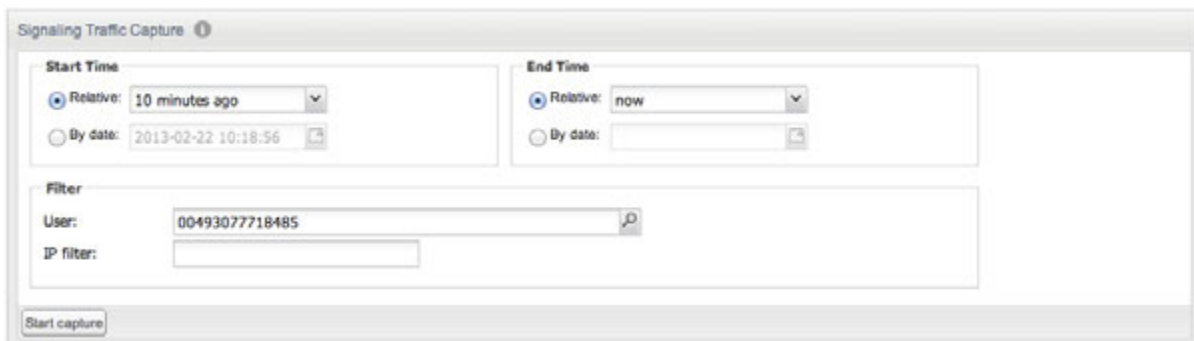 Signaling Traffic Capture i
Start Time
Relative: 10 minutes ago
By date: 2013-02-22 10:18:56
End Time
Relative: now
By date:
Filter
User: 00493077718485
IP filter:
Start capture